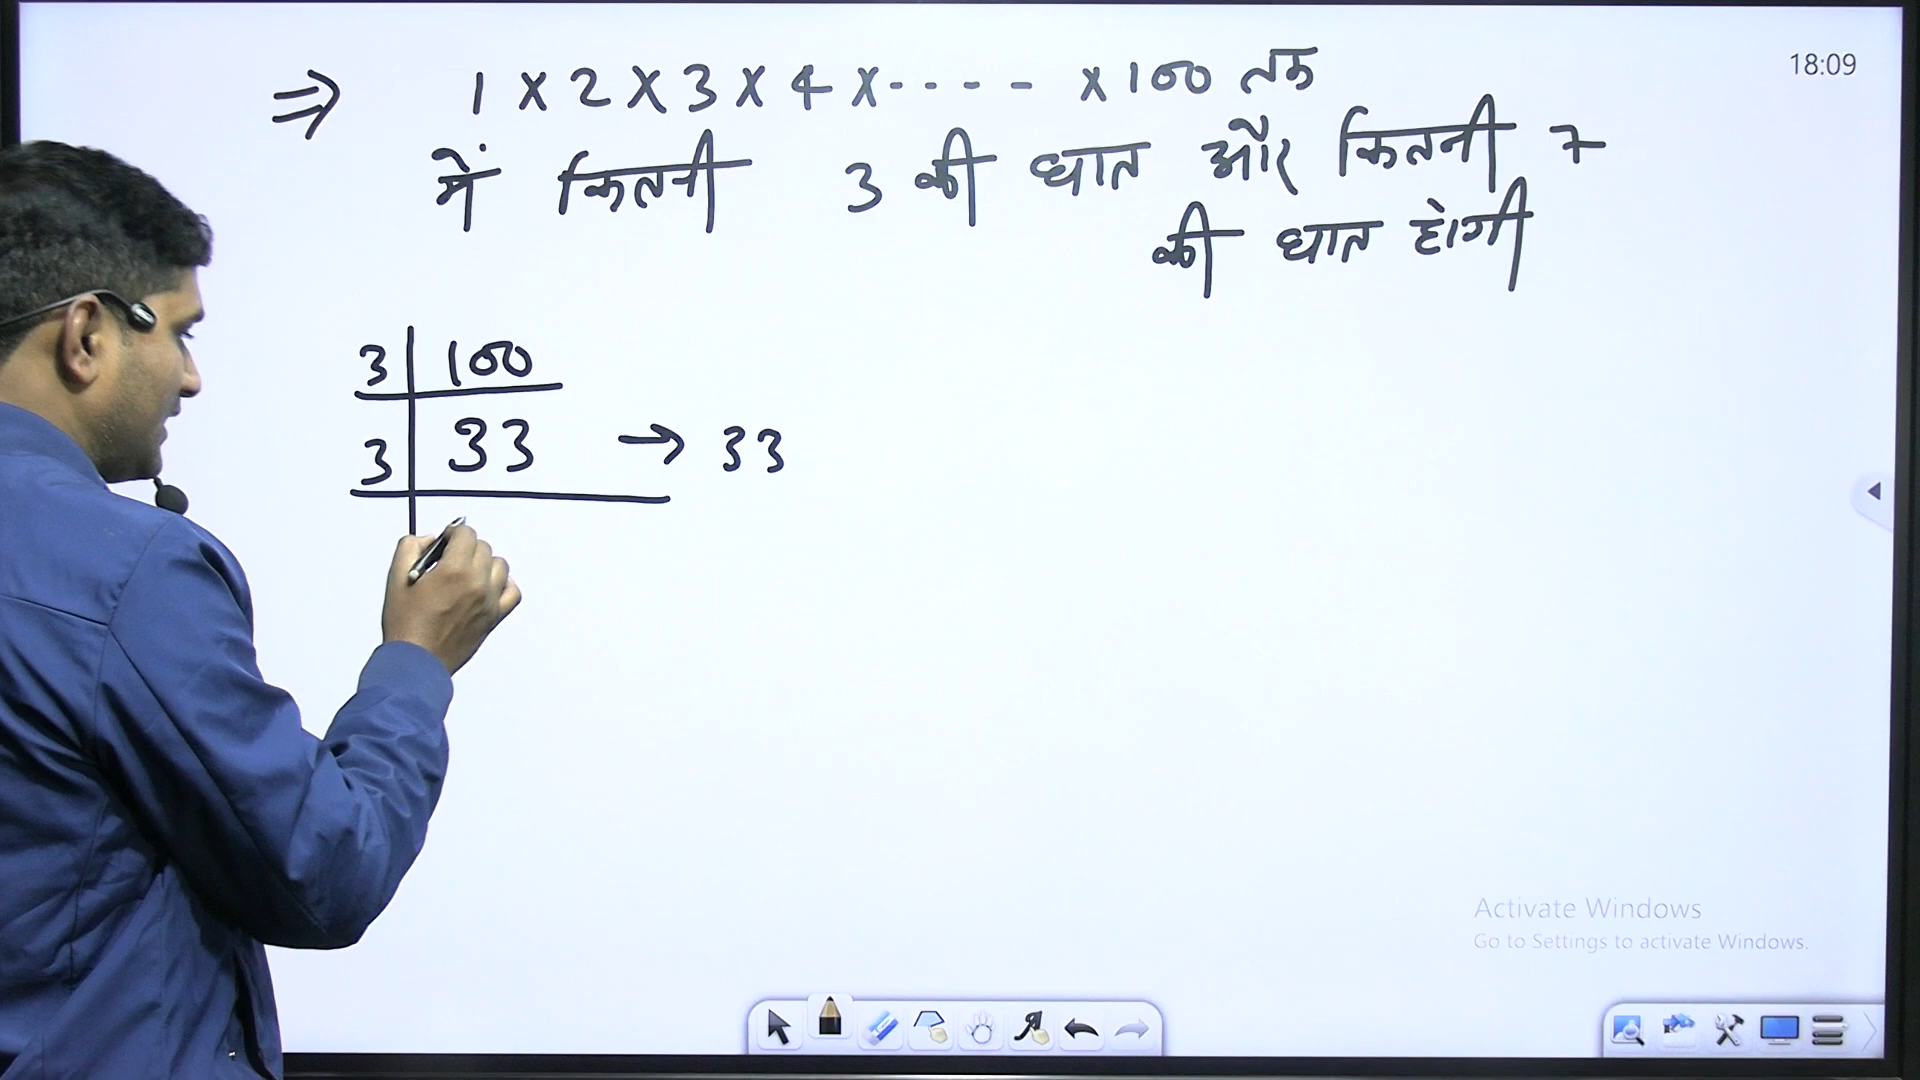 18:09
⇒ 1 x 2 x 3 x 4 x ---- x 100 तक
में कितनी 3 की घात और कितनी 7
की घात होगी
3 | 100
3 | 33 → 33
Activate Windows
Go to Settings to activate Windows.